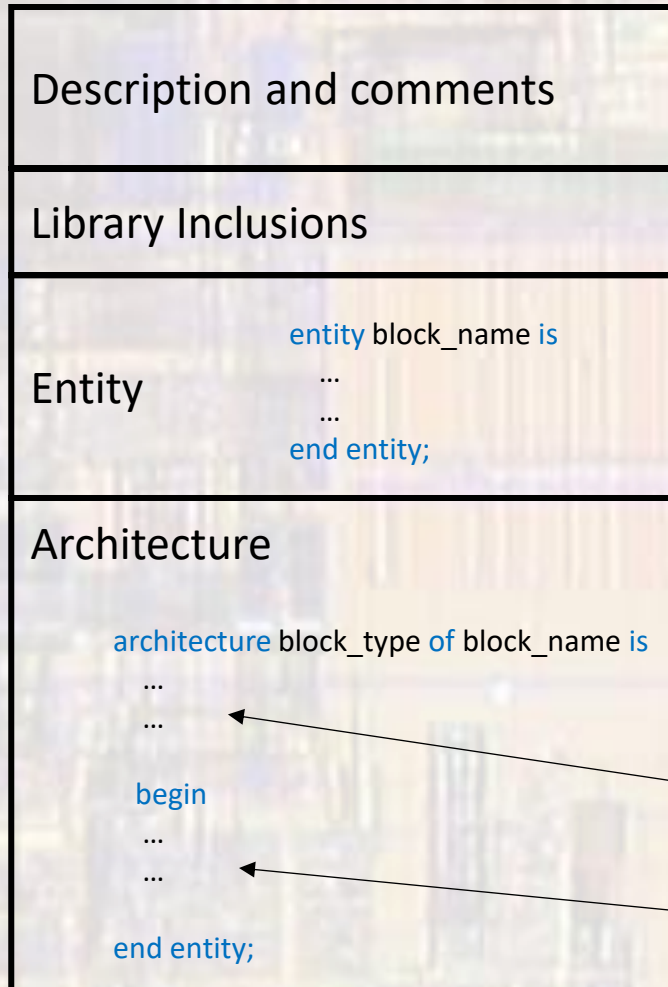 Description and comments
Library Inclusions
Entity
entity block_name is
...
...
end entity;
Architecture
architecture block_type of block_name is
...
...
begin
...
...
end entity;